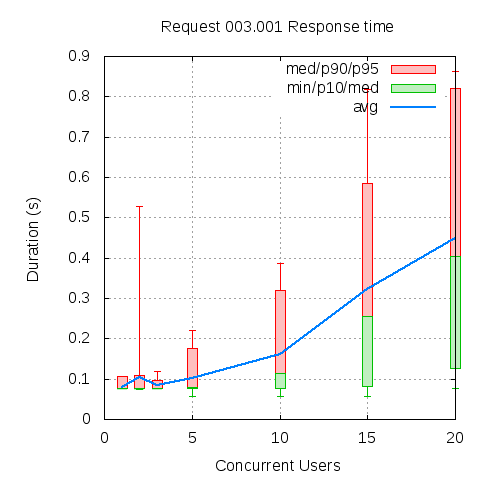 Request 003.001 Response time
med/p90/p95
min/p10/med
avg
Duration (s)
0.9
0.8
0.7
0.6
0.5
0.4
0.3
0.2
0.1
0
0 5 10 15 20
Concurrent Users